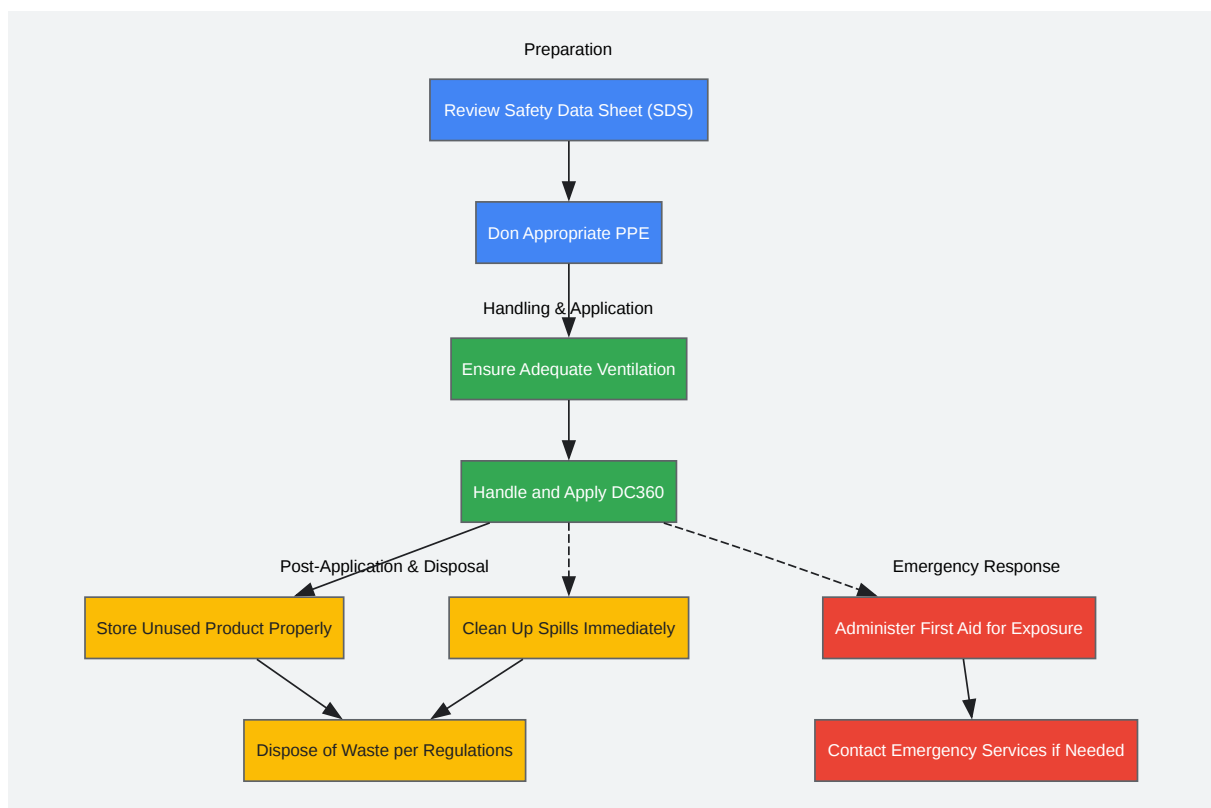 Preparation
Review Safety Data Sheet (SDS)
Don Appropriate PPE
Handling & Application
Ensure Adequate Ventilation
Handle and Apply DC360
Post-Application & Disposal
Emergency Response
Store Unused Product Properly
Clean Up Spills Immediately
Administer First Aid for Exposure
Dispose of Waste per Regulations
Contact Emergency Services if Needed